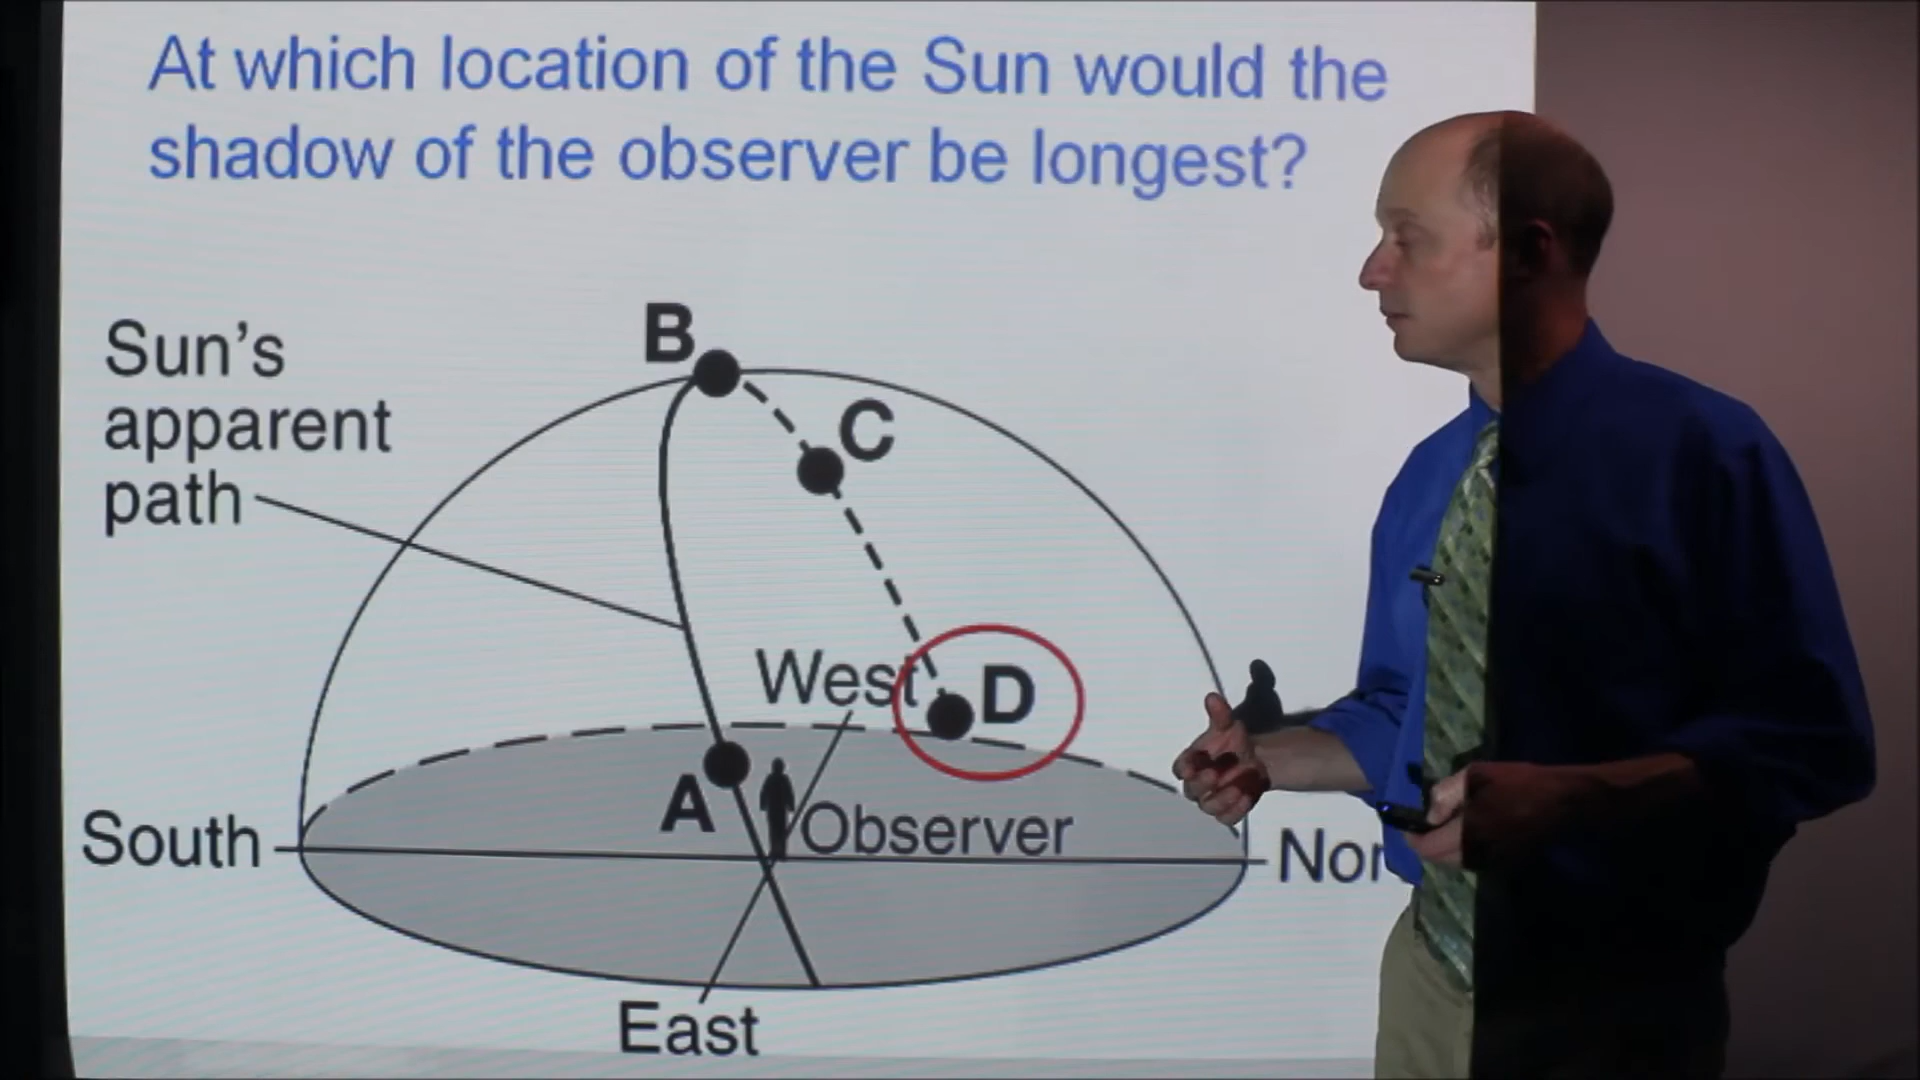 At which location of the Sun would the
shadow of the observer be longest?
B
Sun's
apparent
path
C
West
D
A
Observer
South
Nor
East